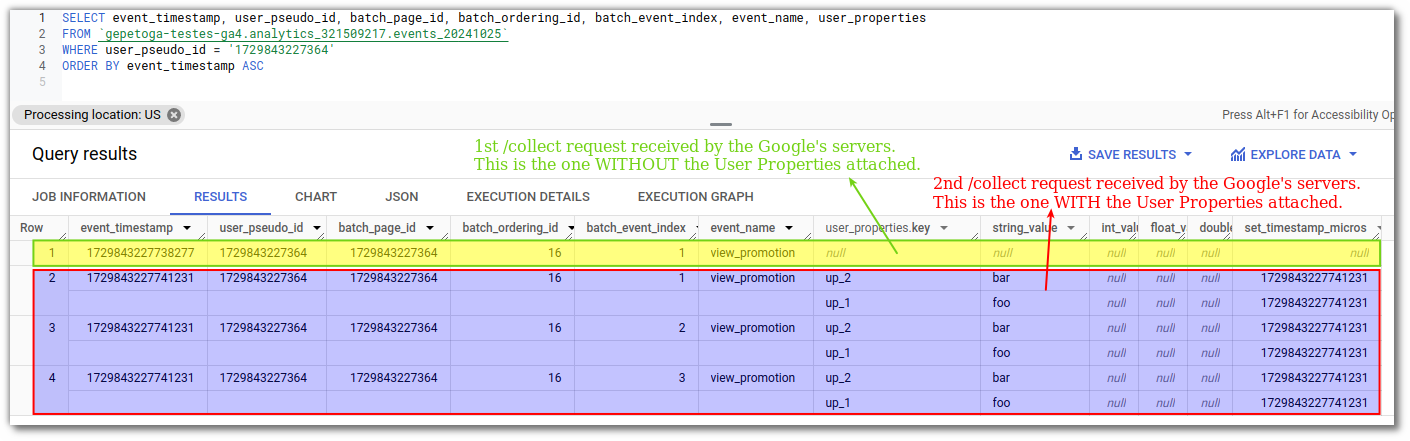 1 SELECT event_timestamp, user_pseudo_id, batch_page_id, batch_ordering_id, batch_event_index, event_name, user_properties
2 FROM `gepetoga-testes-ga4.analytics_321509217.events_20241025`
3 WHERE user_pseudo_id = '1729843227364'
4 ORDER BY event_timestamp ASC
5
Processing location: US
Press Alt+F1 for Accessibility Op
Query results
1st /collect request received by the Google's servers.
This is the one WITHOUT the User Properties attached.
SAVE RESULTS
EXPLORE DATA
JOB INFORMATION RESULTS CHART JSON EXECUTION DETAILS EXECUTION GRAPH
2nd /collect request received by the Google's servers.
This is the one WITH the User Properties attached.
Row event_timestamp user_pseudo_id batch_page_id batch_ordering_id batch_event_index event_name user_properties.key string_value int_valu float_v double set_timestamp_micros
1 1729843227738277 1729843227364 1729843227364 16 1 view_promotion null null null null null null
2 1729843227741231 1729843227364 1729843227364 16 1 view_promotion up_2 bar null null null 1729843227741231
up_1 foo null null null 1729843227741231
3 1729843227741231 1729843227364 1729843227364 16 2 view_promotion up_2 bar null null null 1729843227741231
up_1 foo null null null 1729843227741231
4 1729843227741231 1729843227364 1729843227364 16 3 view_promotion up_2 bar null null null 1729843227741231
up_1 foo null null null 1729843227741231